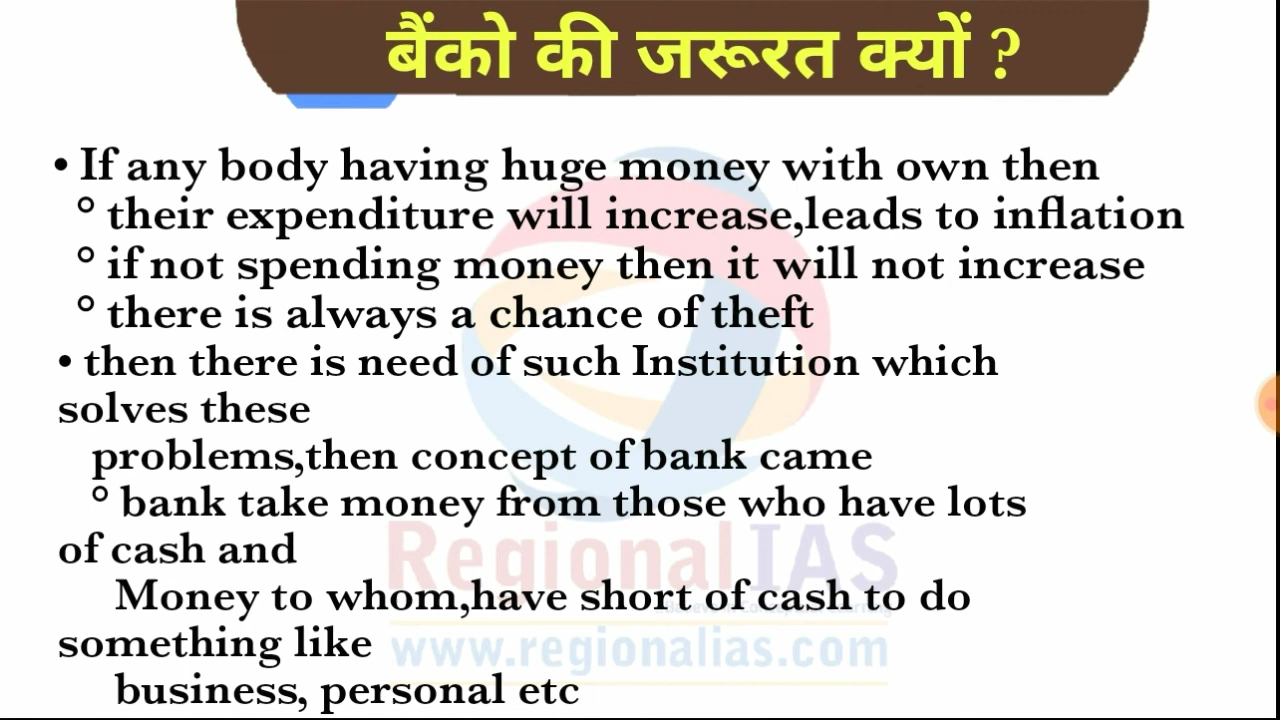 बैंको की जरूरत क्यों ?
• If any body having huge money with own then
° their expenditure will increase,leads to inflation
° if not spending money then it will not increase
° there is always a chance of theft
• then there is need of such Institution which
solves these
problems,then concept of bank came
° bank take money from those who have lots
of cash and
RegionalIAS
Money to whom,have short of cash to do
something like
www.regionalias.com
business, personal etc